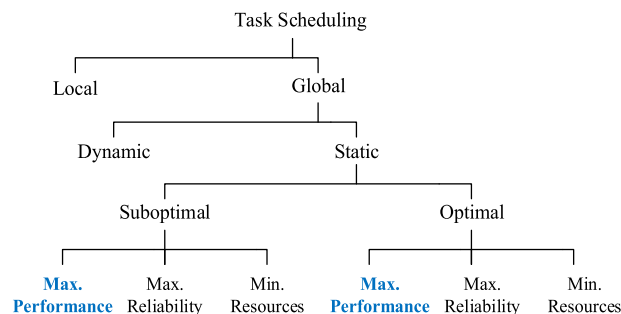 Task Scheduling
Local
Global
Dynamic
Static
Suboptimal
Optimal
Max.
Performance
Max.
Reliability
Min.
Resources
Max.
Performance
Max.
Reliability
Min.
Resources